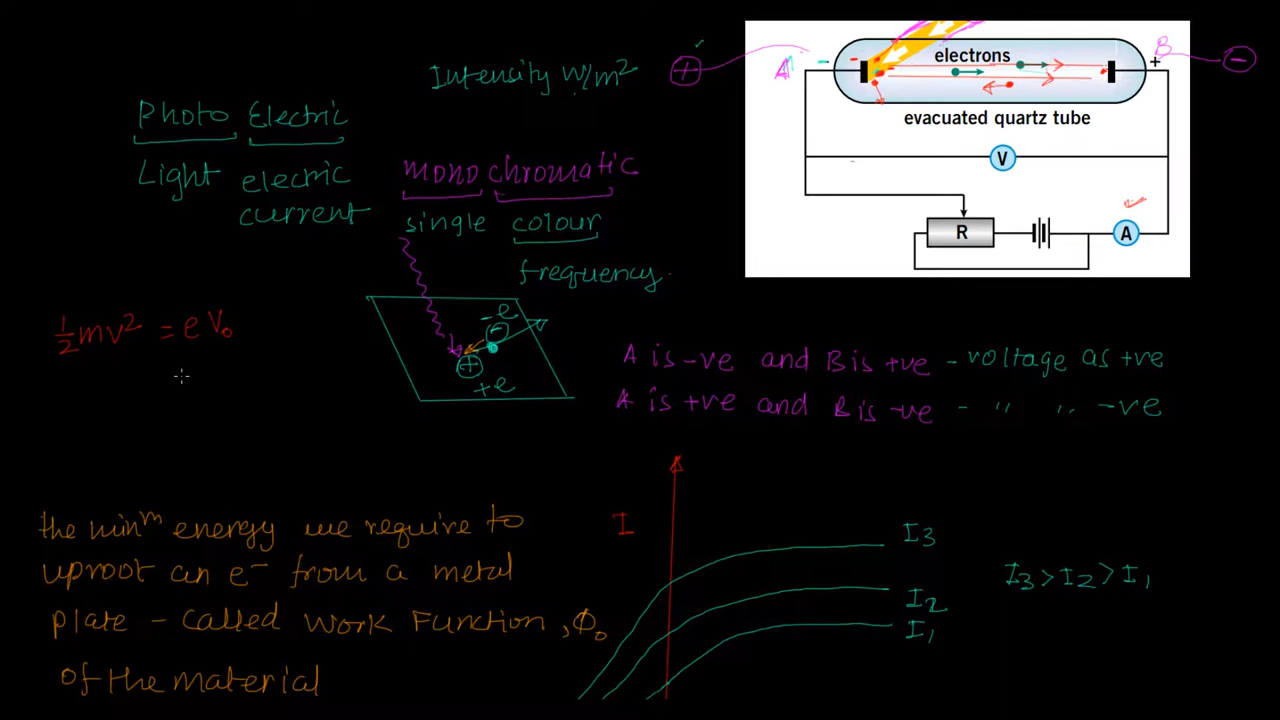 Intensity W/m²
Photo Electric
Light electric
current
mono chromatic
single colour
frequency.
A - + B -
electrons
+
evacuated quartz tube
V
R
A
½mv² = eV₀
-e
-
+
+e
A is -ve and B is +ve - voltage as +ve
A is +ve and B is -ve - " " -ve
the minᵐ energy we require to
uproot an e⁻ from a metal
plate - called Work Function, Φ₀
of the material
I
I₃
I₂
I₁
I₃ > I₂ > I₁